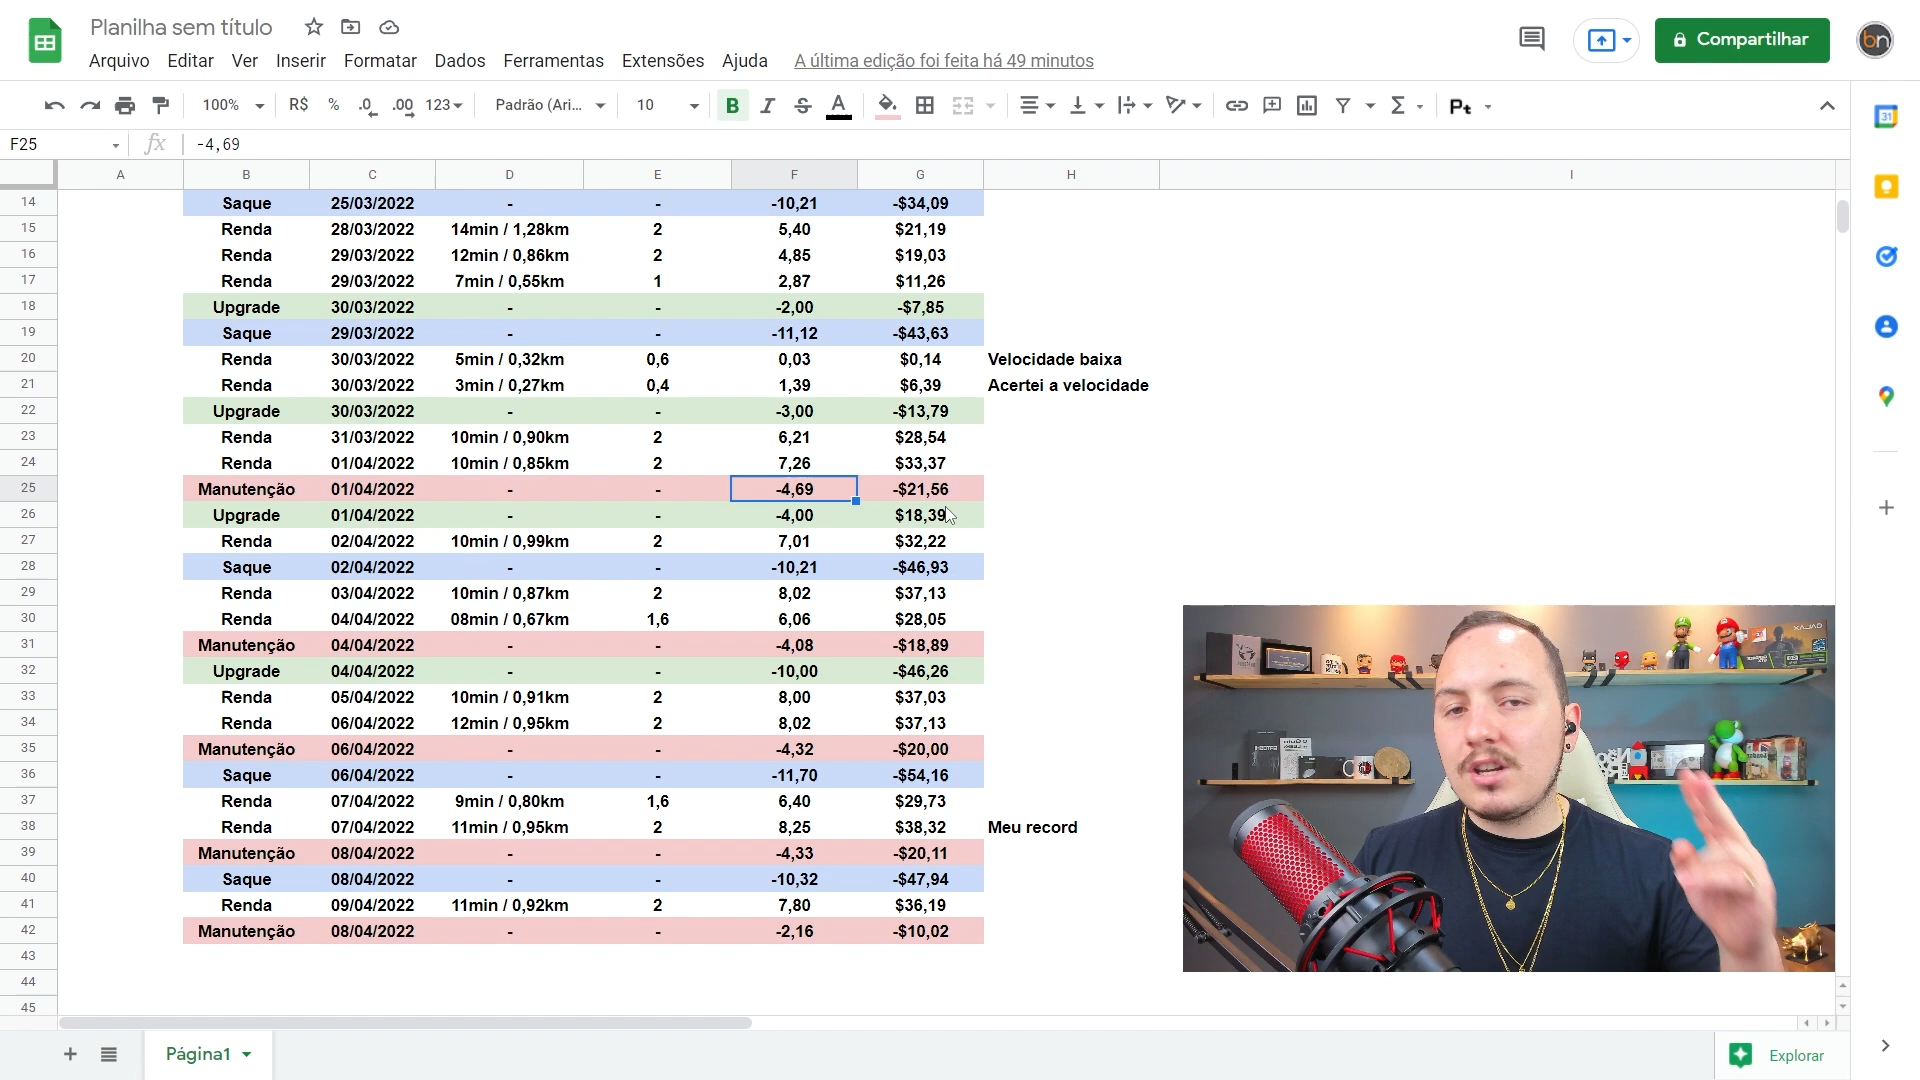 Planilha sem título
Arquivo Editar Ver Inserir Formatar Dados Ferramentas Extensões Ajuda A última edição foi feita há 49 minutos
Compartilhar
bn
100% R$ % .0 .00 123 Padrão (Ari... 10 B I S A Σ Pt
31
F25 fx -4,69
A B C D E F G H I
14 Saque 25/03/2022 - - -10,21 -$34,09
15 Renda 28/03/2022 14min / 1,28km 2 5,40 $21,19
16 Renda 29/03/2022 12min / 0,86km 2 4,85 $19,03
17 Renda 29/03/2022 7min / 0,55km 1 2,87 $11,26
18 Upgrade 30/03/2022 - - -2,00 -$7,85
19 Saque 29/03/2022 - - -11,12 -$43,63
20 Renda 30/03/2022 5min / 0,32km 0,6 0,03 $0,14 Velocidade baixa
21 Renda 30/03/2022 3min / 0,27km 0,4 1,39 $6,39 Acertei a velocidade
22 Upgrade 30/03/2022 - - -3,00 -$13,79
23 Renda 31/03/2022 10min / 0,90km 2 6,21 $28,54
24 Renda 01/04/2022 10min / 0,85km 2 7,26 $33,37
25 Manutenção 01/04/2022 - - -4,69 -$21,56
26 Upgrade 01/04/2022 - - -4,00 $18,39
27 Renda 02/04/2022 10min / 0,99km 2 7,01 $32,22
28 Saque 02/04/2022 - - -10,21 -$46,93
29 Renda 03/04/2022 10min / 0,87km 2 8,02 $37,13
30 Renda 04/04/2022 08min / 0,67km 1,6 6,06 $28,05
31 Manutenção 04/04/2022 - - -4,08 -$18,89
32 Upgrade 04/04/2022 - - -10,00 -$46,26
33 Renda 05/04/2022 10min / 0,91km 2 8,00 $37,03
34 Renda 06/04/2022 12min / 0,95km 2 8,02 $37,13
35 Manutenção 06/04/2022 - - -4,32 -$20,00
36 Saque 06/04/2022 - - -11,70 -$54,16
37 Renda 07/04/2022 9min / 0,80km 1,6 6,40 $29,73
38 Renda 07/04/2022 11min / 0,95km 2 8,25 $38,32 Meu record
39 Manutenção 08/04/2022 - - -4,33 -$20,11
40 Saque 08/04/2022 - - -10,32 -$47,94
41 Renda 09/04/2022 11min / 0,92km 2 7,80 $36,19
42 Manutenção 08/04/2022 - - -2,16 -$10,02
43
44
45
Página1
Explorar